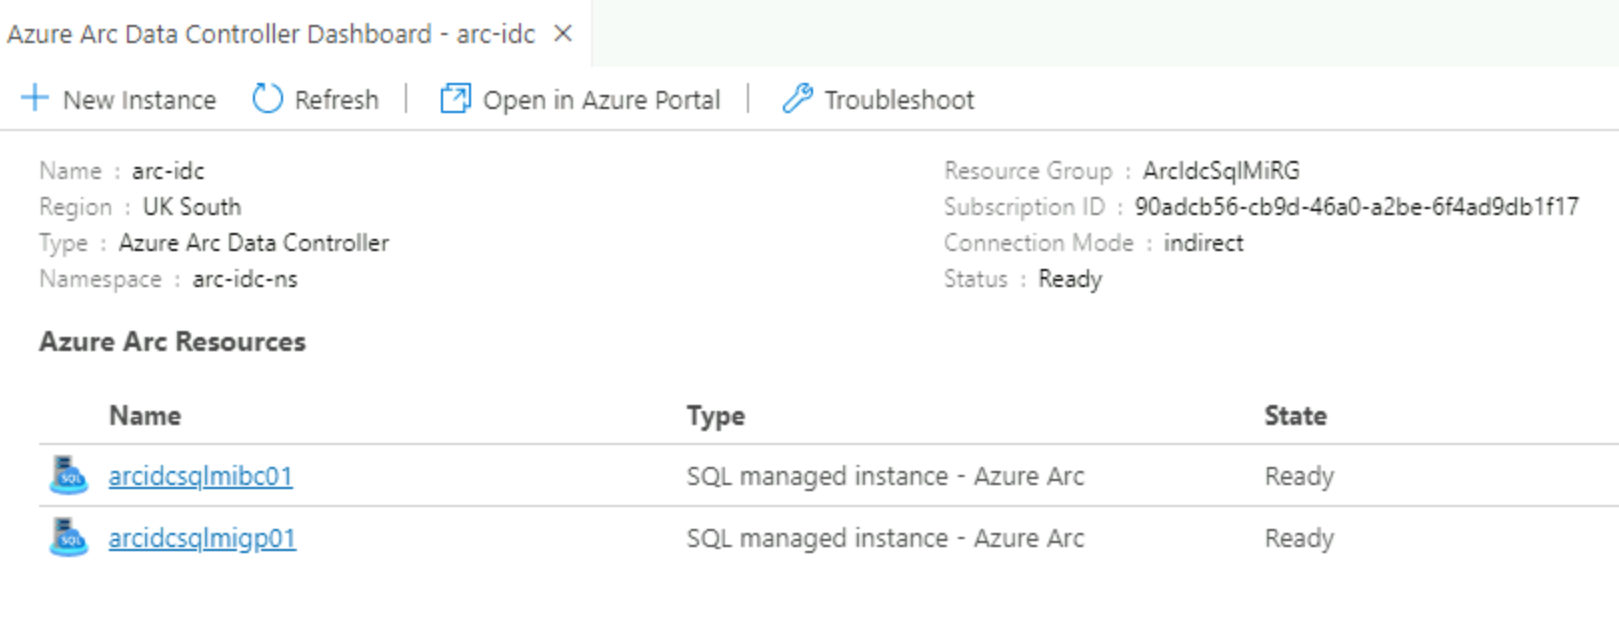 Azure Arc Data Controller Dashboard - arc-idc
New Instance Refresh Open in Azure Portal Troubleshoot
Name : arc-idc
Region : UK South
Type : Azure Arc Data Controller
Namespace : arc-idc-ns
Resource Group : ArcIdcSqlMiRG
Subscription ID : 90adcb56-cb9d-46a0-a2be-6f4ad9db1f17
Connection Mode : indirect
Status : Ready
Azure Arc Resources
Name Type State
SQL arcidcsqlmibc01 SQL managed instance - Azure Arc Ready
SQL arcidcsqlmigp01 SQL managed instance - Azure Arc Ready